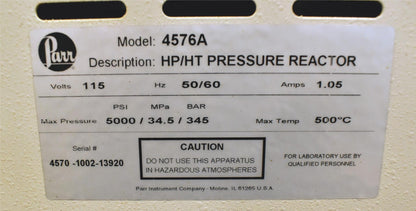 Parr
Model: 4576A
Description: HP/HT PRESSURE REACTOR
Volts 115 Hz 50/60 Amps 1.05
PSI MPa BAR
Max Pressure 5000 / 34.5 / 345 Max Temp 500°C
Serial #
4570 -1002-13920
CAUTION
DO NOT USE THIS APPARATUS
IN HAZARDOUS ATMOSPHERES
FOR LABORATORY USE BY
QUALIFIED PERSONNEL
Parr Instrument Company - Moline, IL 61265 U.S.A.